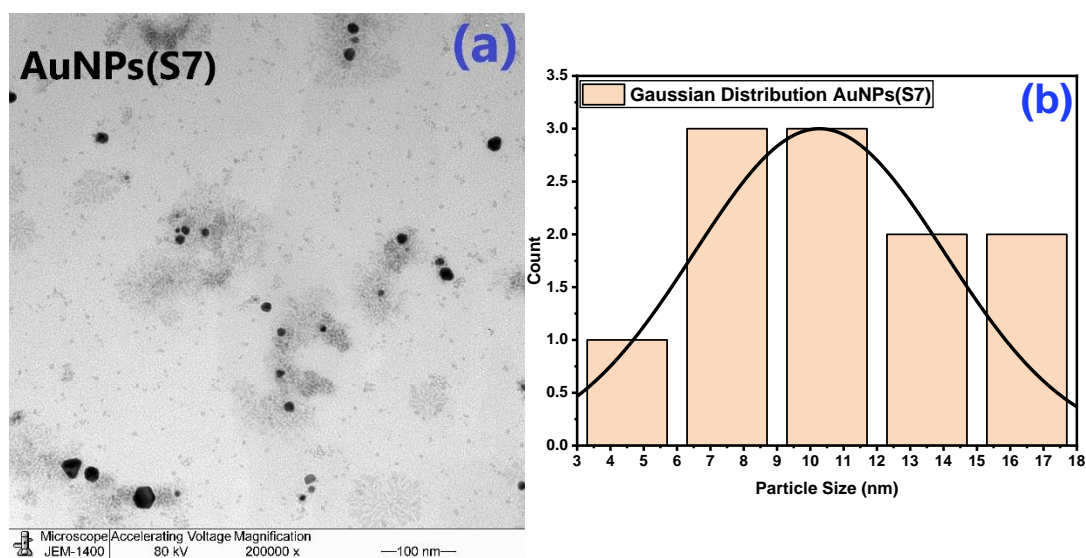 (a)
AuNPs(S7)
Microscope Accelerating Voltage Magnification
JEM-1400 80 kV 200000 x 100 nm
(b)
Gaussian Distribution AuNPs(S7)
3.5
3.0
2.5
2.0
1.5
1.0
0.5
0.0
Count
3 4 5 6 7 8 9 10 11 12 13 14 15 16 17 18
Particle Size (nm)